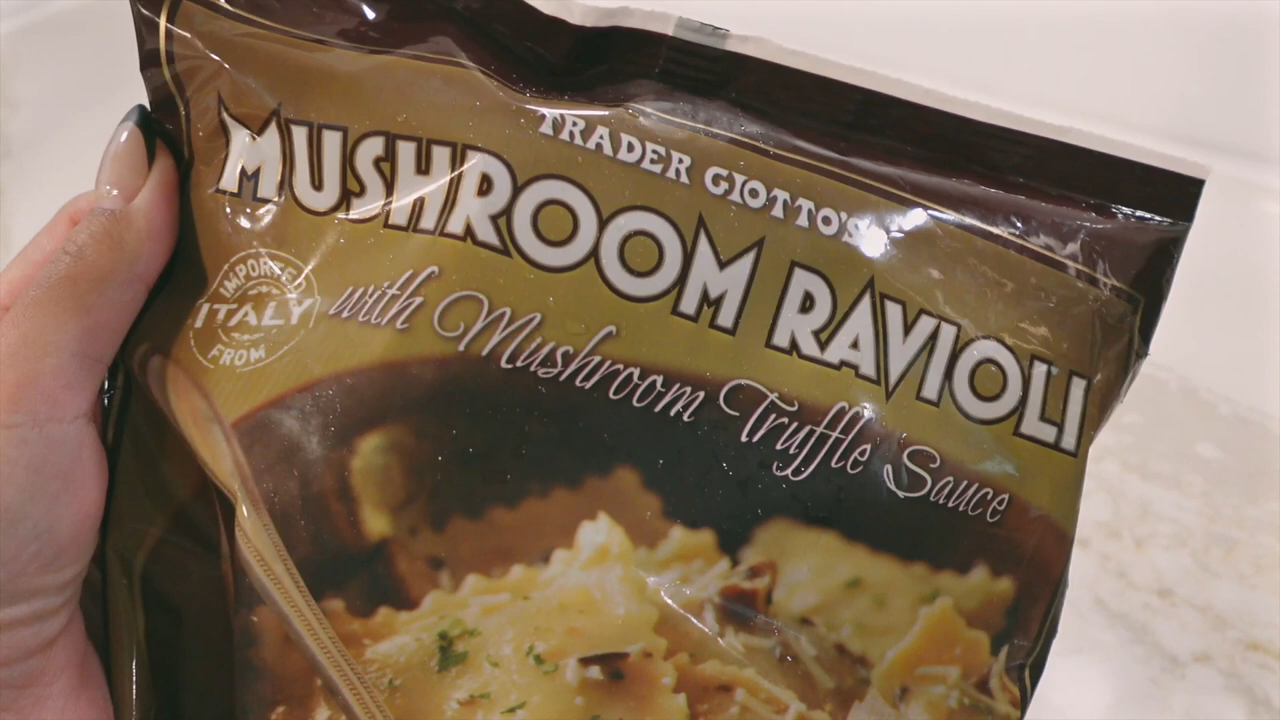 TRADER GIOTTO'S
MUSHROOM RAVIOLI
with Mushroom Truffle Sauce
IMPORTED
ITALY
FROM